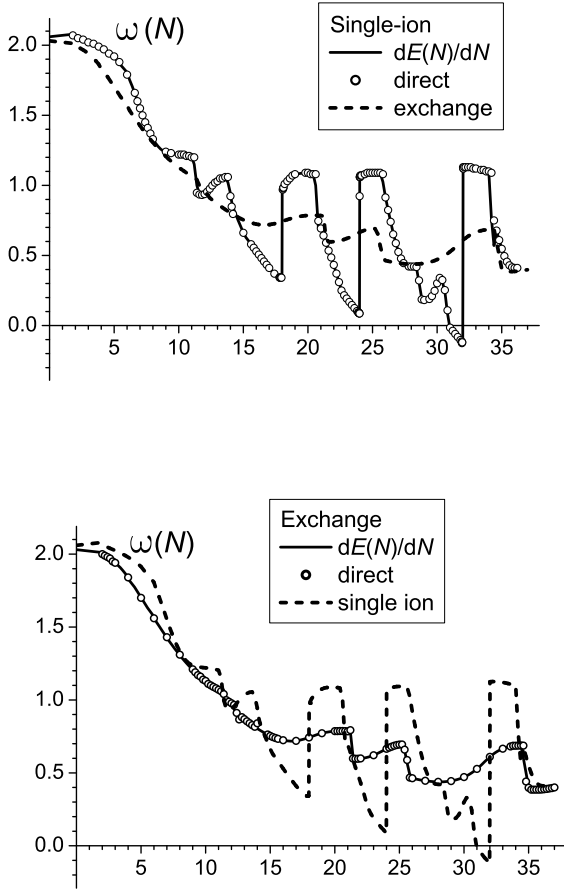 ω(N)
Single-ion
dE(N)/dN
direct
exchange
2.0
1.5
1.0
0.5
0.0
5 10 15 20 25 30 35
ω(N)
Exchange
dE(N)/dN
direct
single ion
2.0
1.5
1.0
0.5
0.0
5 10 15 20 25 30 35